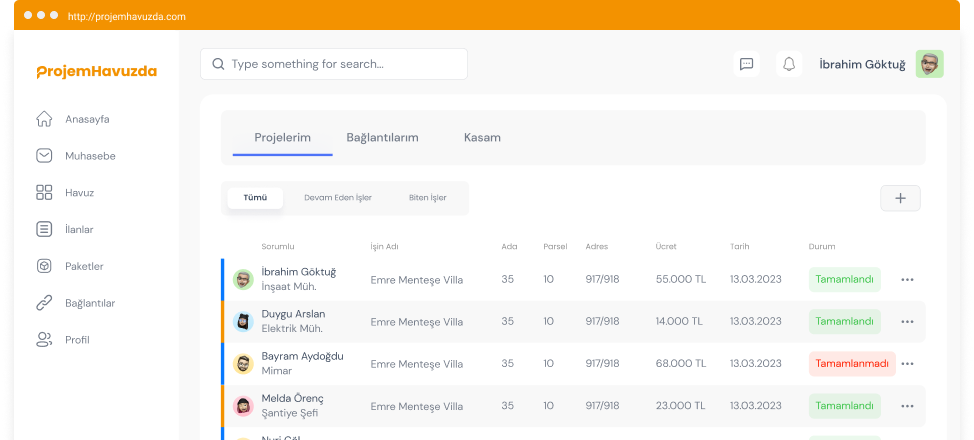 http://projemhavuzda.com
ProjemHavuzda
Type something for search...
İbrahim Göktuğ
Anasayfa
Muhasebe
Havuz
İlanlar
Paketler
Bağlantılar
Profil
Projelerim Bağlantılarım Kasam
Tümü Devam Eden İşler Biten İşler
Sorumlu İşin Adı Ada Parsel Adres Ücret Tarih Durum
İbrahim Göktuğ
İnşaat Müh.
Emre Menteşe Villa 35 10 917/918 55.000 TL 13.03.2023 Tamamlandı
Duygu Arslan
Elektrik Müh.
Emre Menteşe Villa 35 10 917/918 14.000 TL 13.03.2023 Tamamlandı
Bayram Aydoğdu
Mimar
Emre Menteşe Villa 35 10 917/918 68.000 TL 13.03.2023 Tamamlanmadı
Melda Örenç
Şantiye Şefi
Emre Menteşe Villa 35 10 917/918 23.000 TL 13.03.2023 Tamamlandı